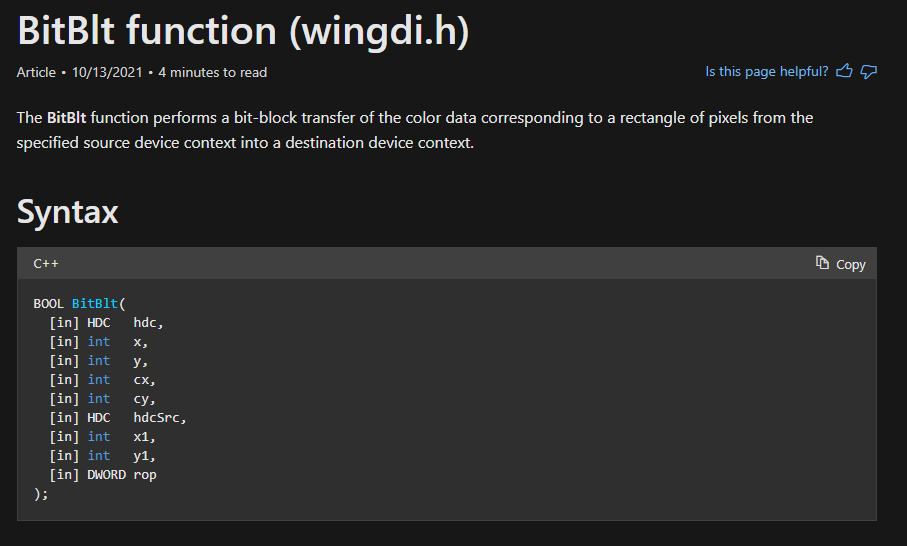 BitBlt function (wingdi.h)
Article • 10/13/2021 • 4 minutes to read
Is this page helpful?
The BitBlt function performs a bit-block transfer of the color data corresponding to a rectangle of pixels from the
specified source device context into a destination device context.
Syntax
C++
Copy
BOOL BitBlt(
  [in] HDC   hdc,
  [in] int   x,
  [in] int   y,
  [in] int   cx,
  [in] int   cy,
  [in] HDC   hdcSrc,
  [in] int   x1,
  [in] int   y1,
  [in] DWORD rop
);